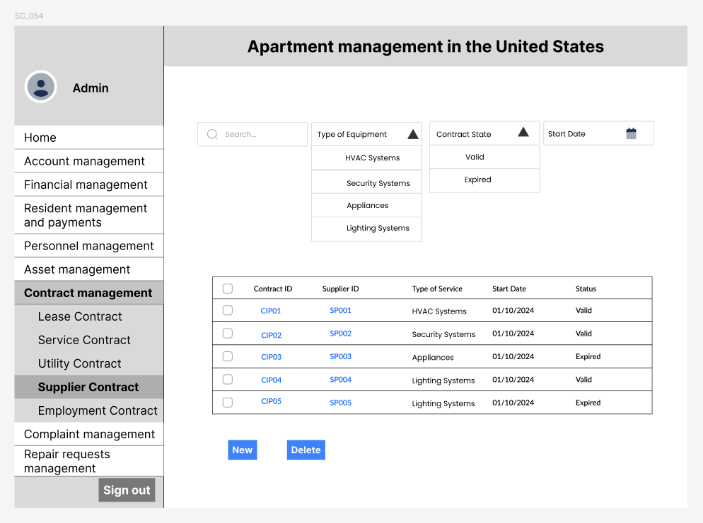 SC_054
Apartment management in the United States
Admin
Home
Account management
Financial management
Resident management
and payments
Personnel management
Asset management
Contract management
Lease Contract
Service Contract
Utility Contract
Supplier Contract
Employment Contract
Complaint management
Repair requests
management
Sign out
Search... Type of Equipment Contract State Start Date
HVAC Systems Valid
Security Systems Expired
Appliances
Lighting Systems
Contract ID Supplier ID Type of Service Start Date Status
CIP01 SP001 HVAC Systems 01/10/2024 Valid
CIP02 SP002 Security Systems 01/10/2024 Valid
CIP03 SP003 Appliances 01/10/2024 Expired
CIP04 SP004 Lighting Systems 01/10/2024 Valid
CIP05 SP005 Lighting Systems 01/10/2024 Expired
New Delete